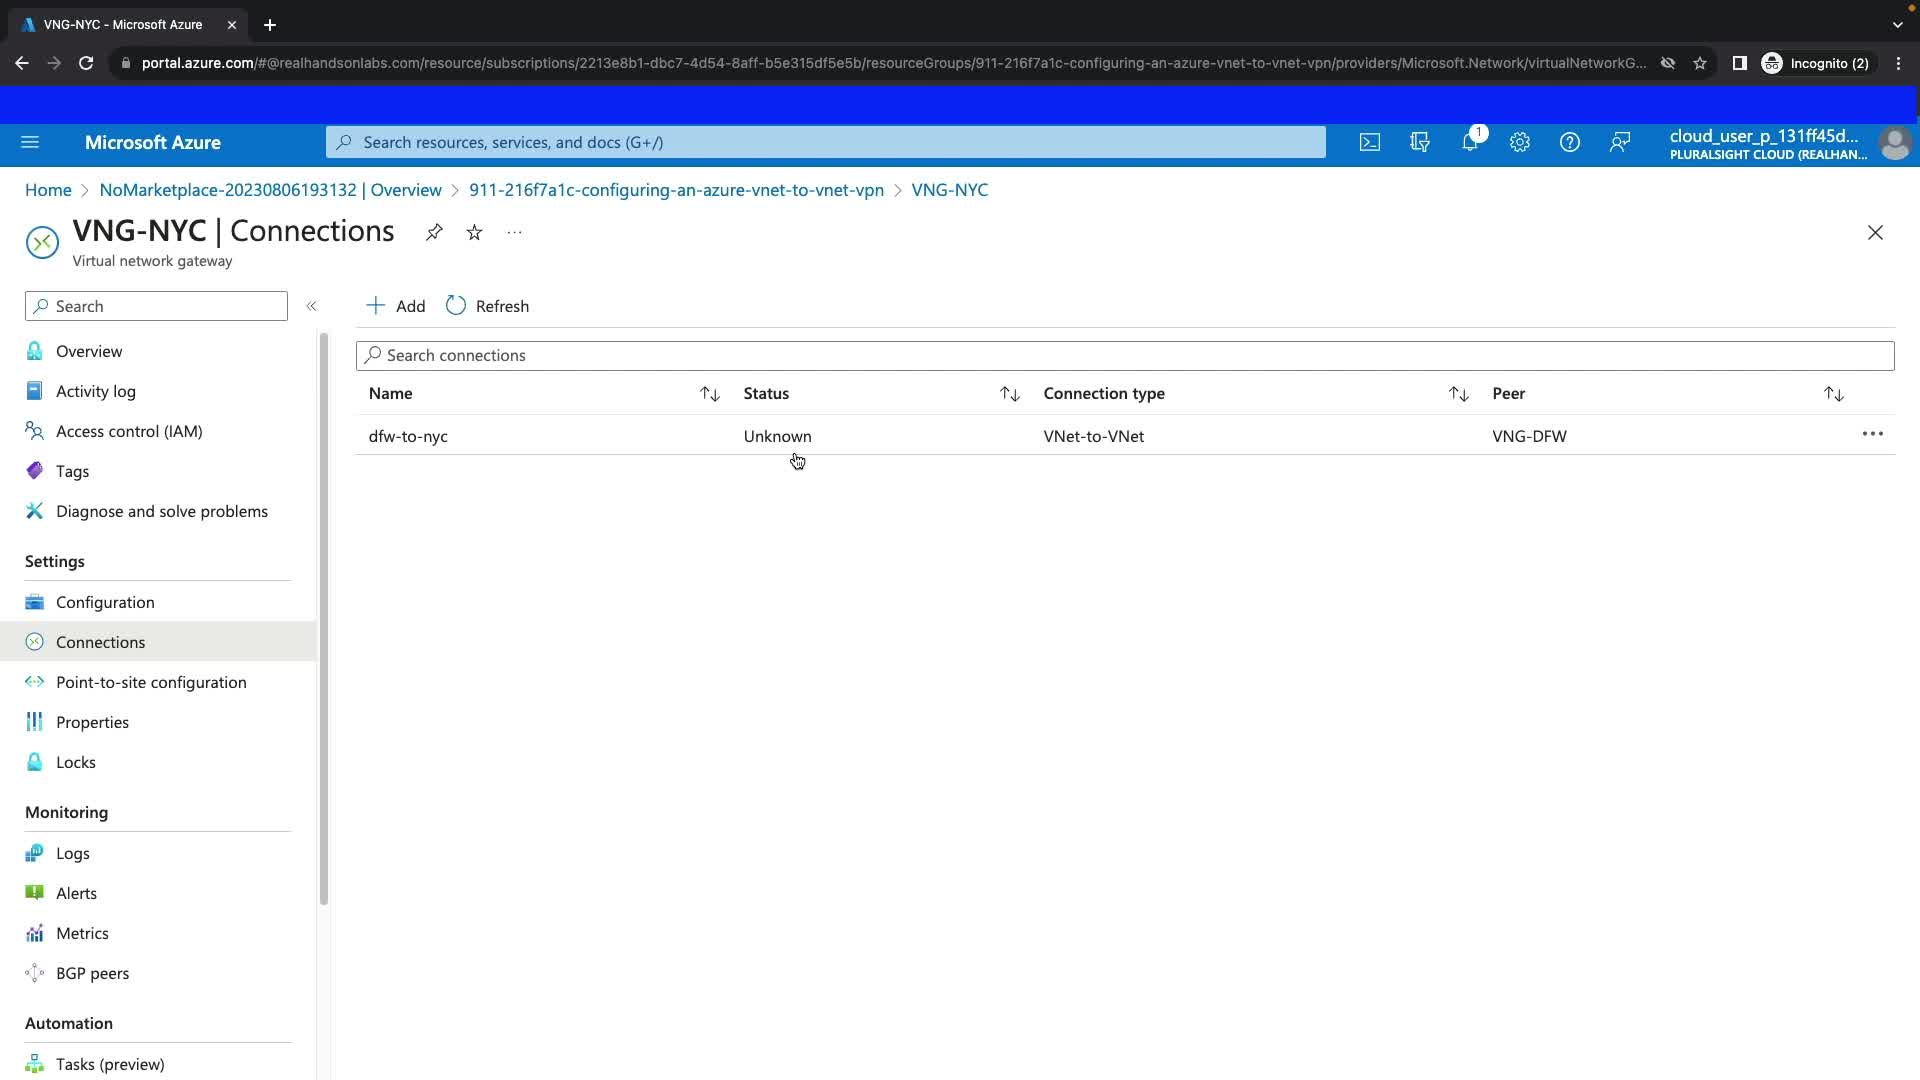 VNG-NYC - Microsoft Azure
portal.azure.com/#@realhandsonlabs.com/resource/subscriptions/2213e8b1-dbc7-4d54-8aff-b5e315df5e5b/resourceGroups/911-216f7a1c-configuring-an-azure-vnet-to-vnet-vpn/providers/Microsoft.Network/virtualNetworkG...
Incognito (2)
Microsoft Azure
Search resources, services, and docs (G+/)
1
cloud_user_p_131ff45d...
PLURALSIGHT CLOUD (REALHAN...
Home > NoMarketplace-20230806193132 | Overview > 911-216f7a1c-configuring-an-azure-vnet-to-vnet-vpn > VNG-NYC
VNG-NYC | Connections
Virtual network gateway
Search
Add
Refresh
Overview
Activity log
Access control (IAM)
Tags
Diagnose and solve problems
Settings
Configuration
Connections
Point-to-site configuration
Properties
Locks
Monitoring
Logs
Alerts
Metrics
BGP peers
Automation
Tasks (preview)
Search connections
Name Status Connection type Peer
dfw-to-nyc Unknown VNet-to-VNet VNG-DFW